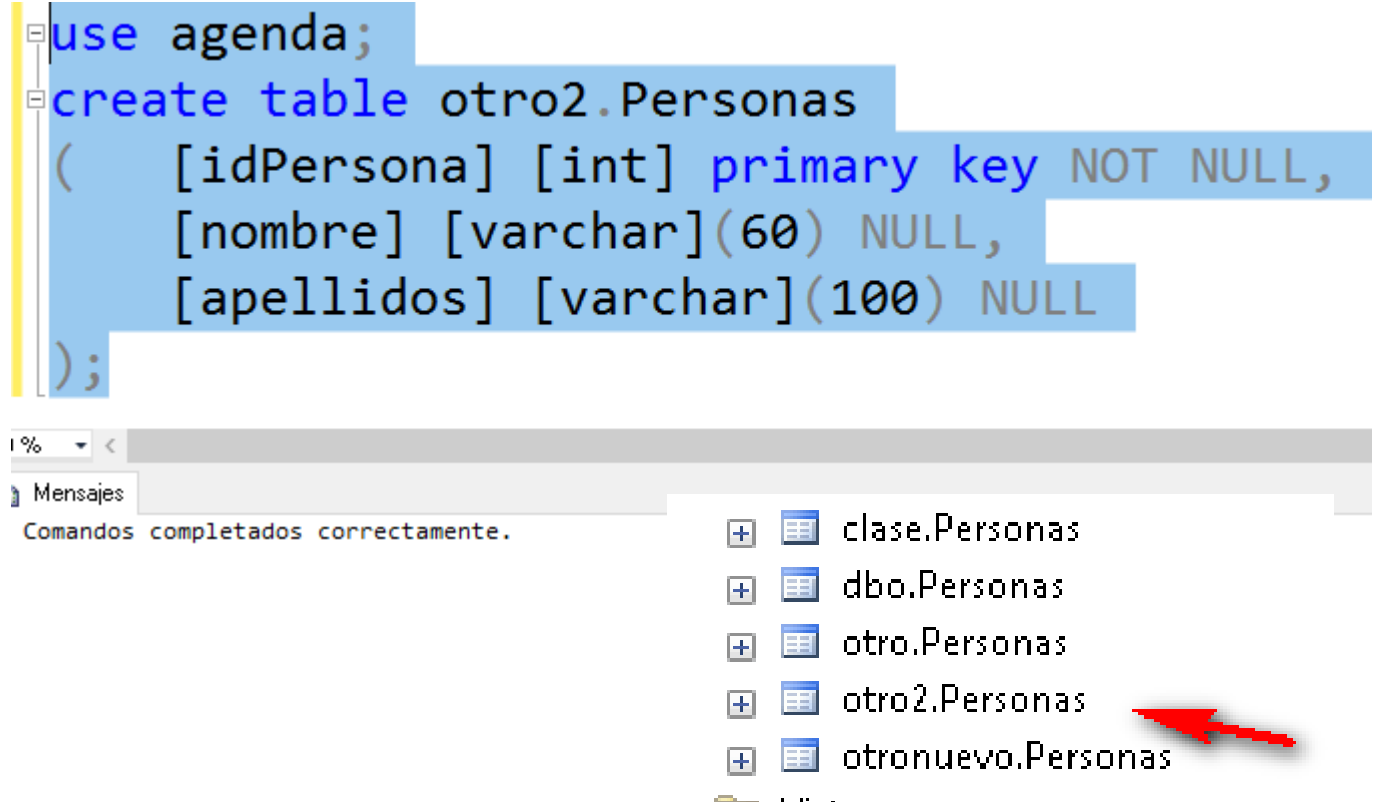 use agenda;
create table otro2.Personas
( [idPersona] [int] primary key NOT NULL,
[nombre] [varchar](60) NULL,
[apellidos] [varchar](100) NULL
);
%
Mensajes
Comandos completados correctamente.
clase.Personas
dbo.Personas
otro.Personas
otro2.Personas
otronuevo.Personas